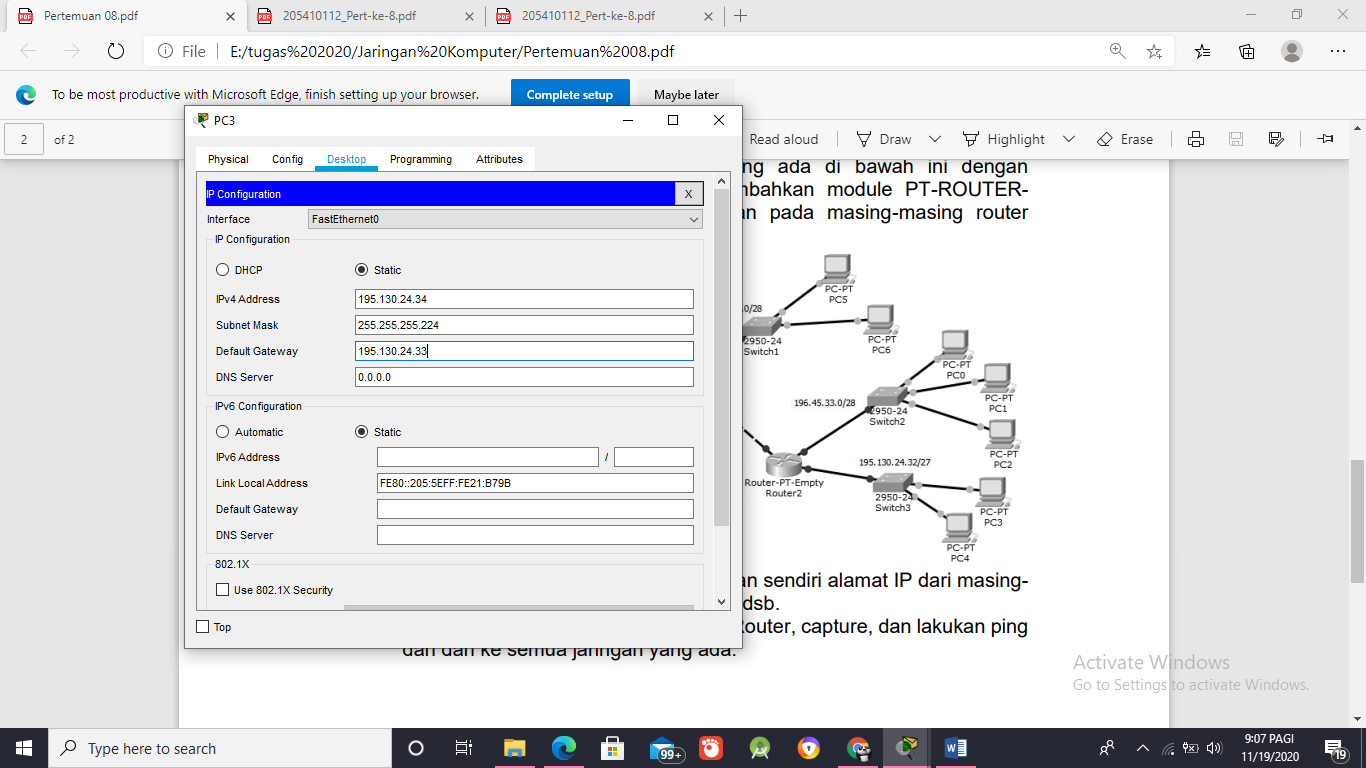 Pertemuan 08.pdf
205410112_Pert-ke-8.pdf
205410112_Pert-ke-8.pdf
File
E:/tugas%202020/Jaringan%20Komputer/Pertemuan%2008.pdf
To be most productive with Microsoft Edge, finish setting up your browser.
Complete setup
Maybe later
2
of 2
Read aloud
Draw
Highlight
Erase
PC3
Physical
Config
Desktop
Programming
Attributes
IP Configuration
X
Interface
FastEthernet0
IP Configuration
DHCP
Static
IPv4 Address
195.130.24.34
Subnet Mask
255.255.255.224
Default Gateway
195.130.24.33
DNS Server
0.0.0.0
IPv6 Configuration
Automatic
Static
IPv6 Address
/
Link Local Address
FE80::205:5EFF:FE21:B79B
Default Gateway
DNS Server
802.1X
Use 802.1X Security
Top
ng ada di bawah ini dengan
nbahkan module PT-ROUTER-
an pada masing-masing router
.0/28
2950-24
Switch1
PC-PT
PC5
PC-PT
PC6
PC-PT
PC0
PC-PT
PC1
196.45.33.0/28
2950-24
Switch2
PC-PT
PC2
Router-PT-Empty
Router2
195.130.24.32/27
2950-24
Switch3
PC-PT
PC3
PC-PT
PC4
an sendiri alamat IP dari masing-
dsb.
Router, capture, dan lakukan ping
dari dan ke semua jaringan yang ada.
Activate Windows
Go to Settings to activate Windows.
Type here to search
99+
9:07 PAGI
11/19/2020
19